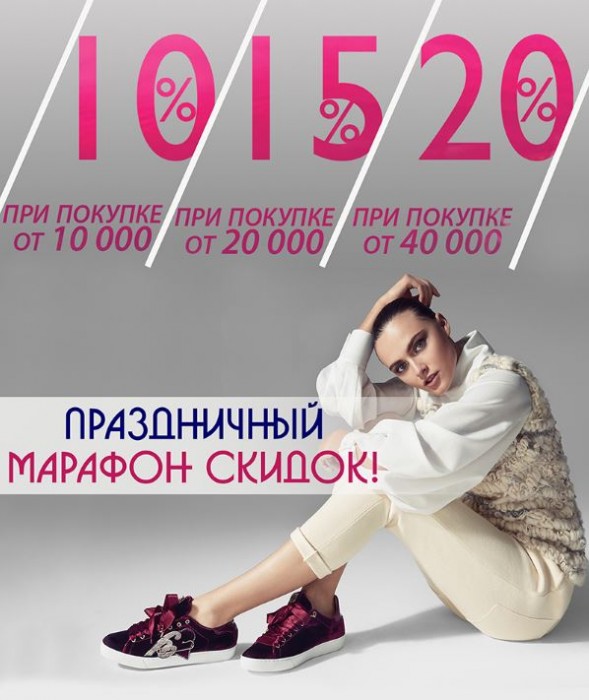 10%
15%
20%
ПРИ ПОКУПКЕ
ОТ 10 000
ПРИ ПОКУПКЕ
ОТ 20 000
ПРИ ПОКУПКЕ
ОТ 40 000
ПРАЗДНИЧНЫЙ
МАРАФОН СКИДОК!